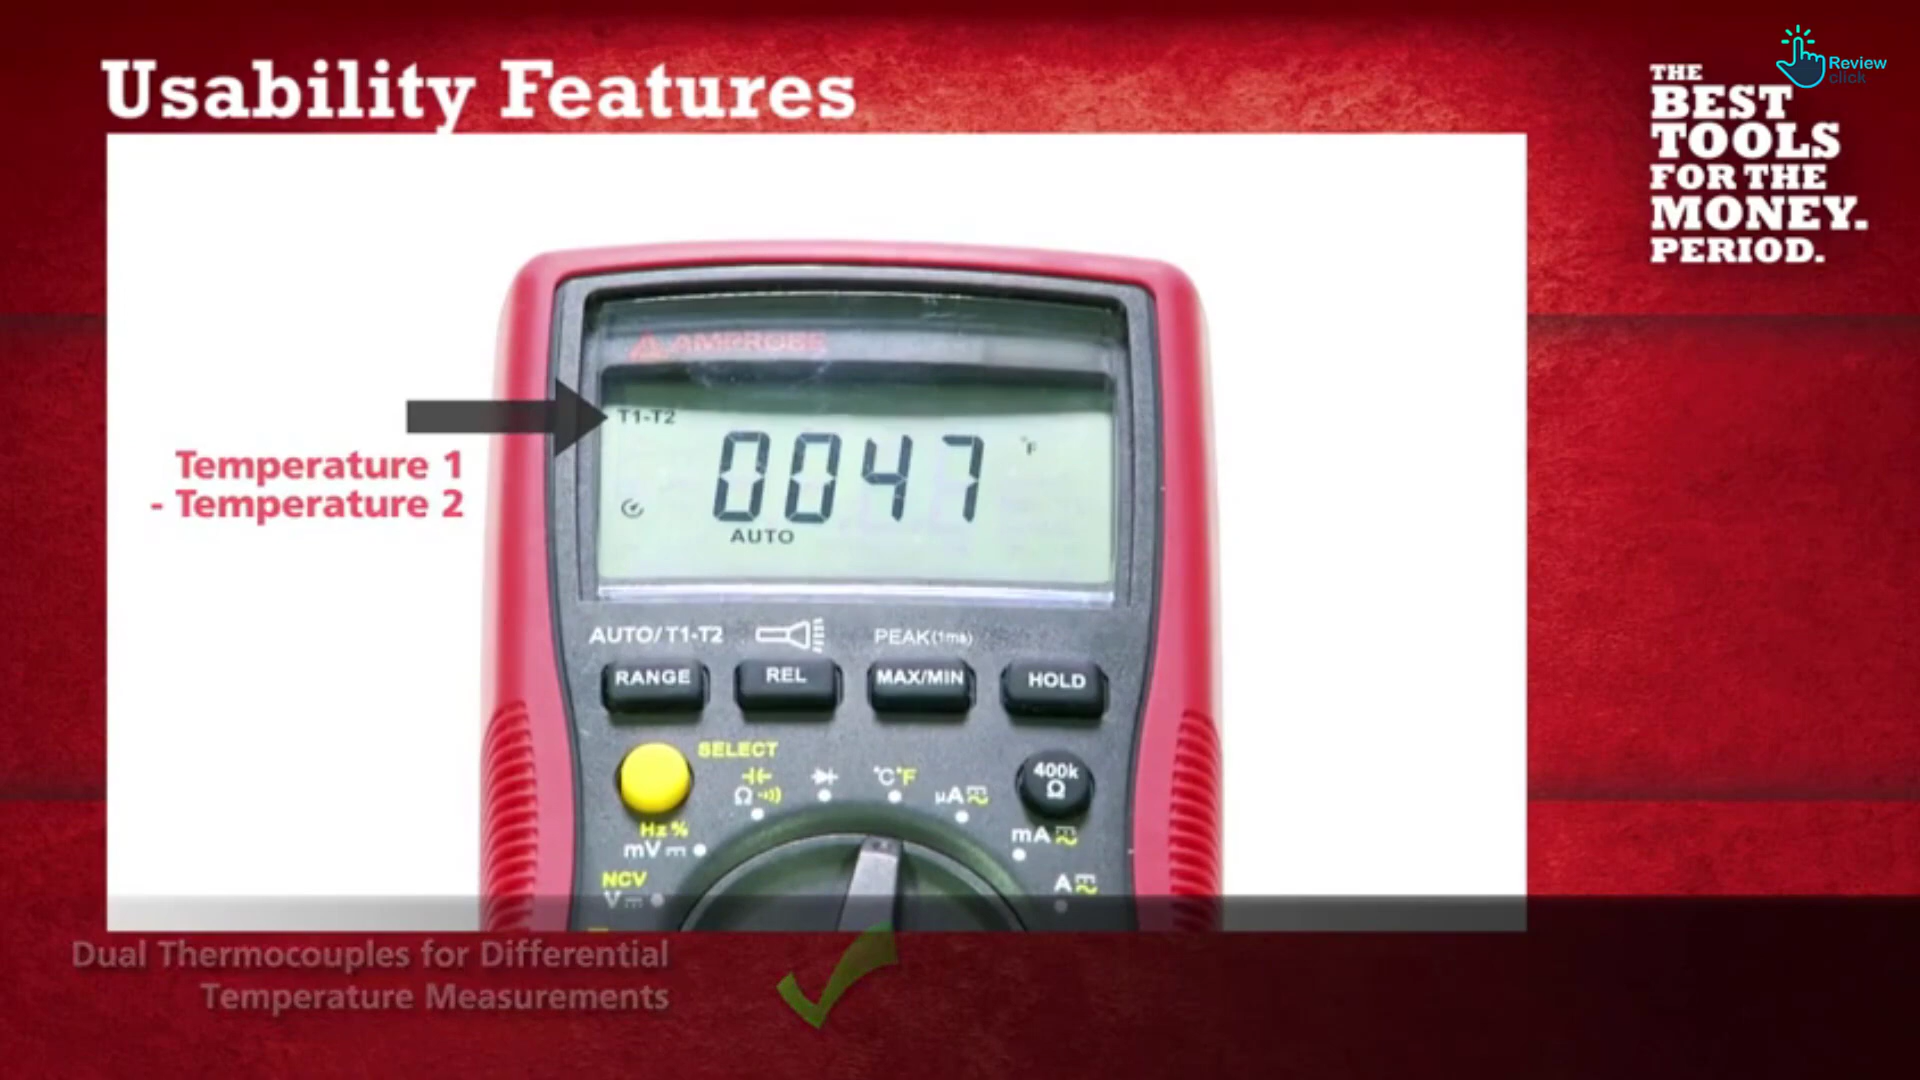 Usability Features
Review
click
THE
BEST
TOOLS
FOR THE
MONEY.
PERIOD.
AMPROBE
T1-T2
0047 °F
AUTO
Temperature 1
- Temperature 2
AUTO/T1-T2 PEAK(1ms)
RANGE REL MAX/MIN HOLD
SELECT
400k
Ω
°C°F
Ω µA
Hz %
mV mA
NCV
V A
Dual Thermocouples for Differential
Temperature Measurements